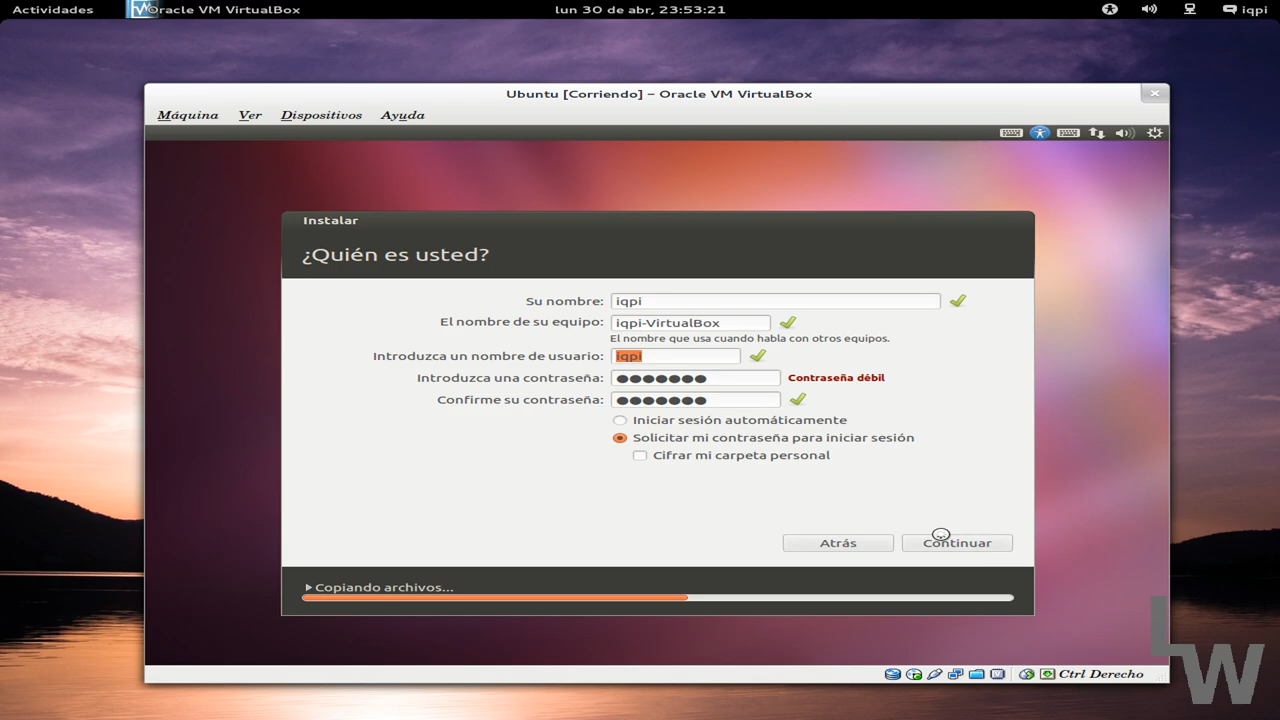 Actividades Oracle VM VirtualBox lun 30 de abr, 23:53:21 iqpi
Ubuntu [Corriendo] – Oracle VM VirtualBox
Máquina Ver Dispositivos Ayuda
Instalar
¿Quién es usted?
Su nombre: iqpi
El nombre de su equipo: iqpi-VirtualBox
El nombre que usa cuando habla con otros equipos.
Introduzca un nombre de usuario: iqpi
Introduzca una contraseña: ●●●●●●● Contraseña débil
Confirme su contraseña: ●●●●●●●
Iniciar sesión automáticamente
Solicitar mi contraseña para iniciar sesión
Cifrar mi carpeta personal
Atrás Continuar
Copiando archivos...
Ctrl Derecho
LW